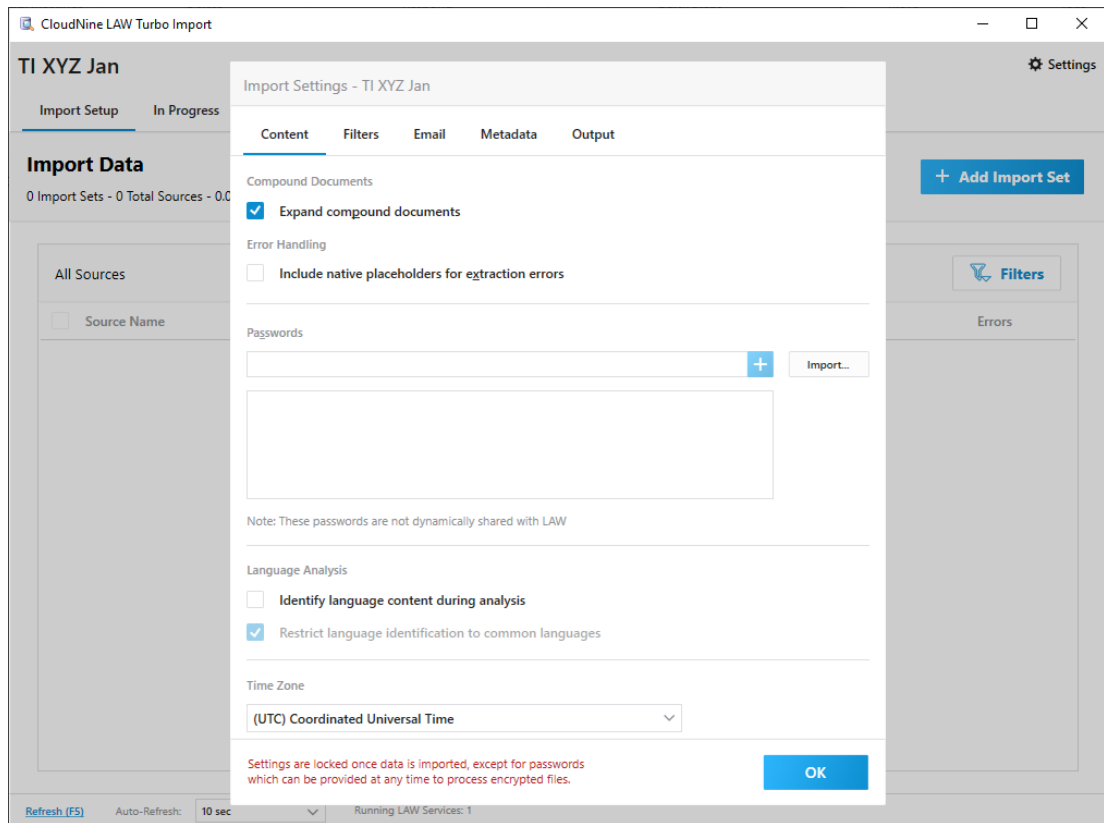 CloudNine LAW Turbo Import
TI XYZ Jan
Settings
Import Setup In Progress
Import Data
0 Import Sets - 0 Total Sources - 0.0
+ Add Import Set
All Sources
Filters
Source Name
Errors
Import Settings - TI XYZ Jan
Content Filters Email Metadata Output
Compound Documents
Expand compound documents
Error Handling
Include native placeholders for extraction errors
Passwords
+
Import...
Note: These passwords are not dynamically shared with LAW
Language Analysis
Identify language content during analysis
Restrict language identification to common languages
Time Zone
(UTC) Coordinated Universal Time
Settings are locked once data is imported, except for passwords
which can be provided at any time to process encrypted files.
OK
Refresh (F5) Auto-Refresh: 10 sec Running LAW Services: 1